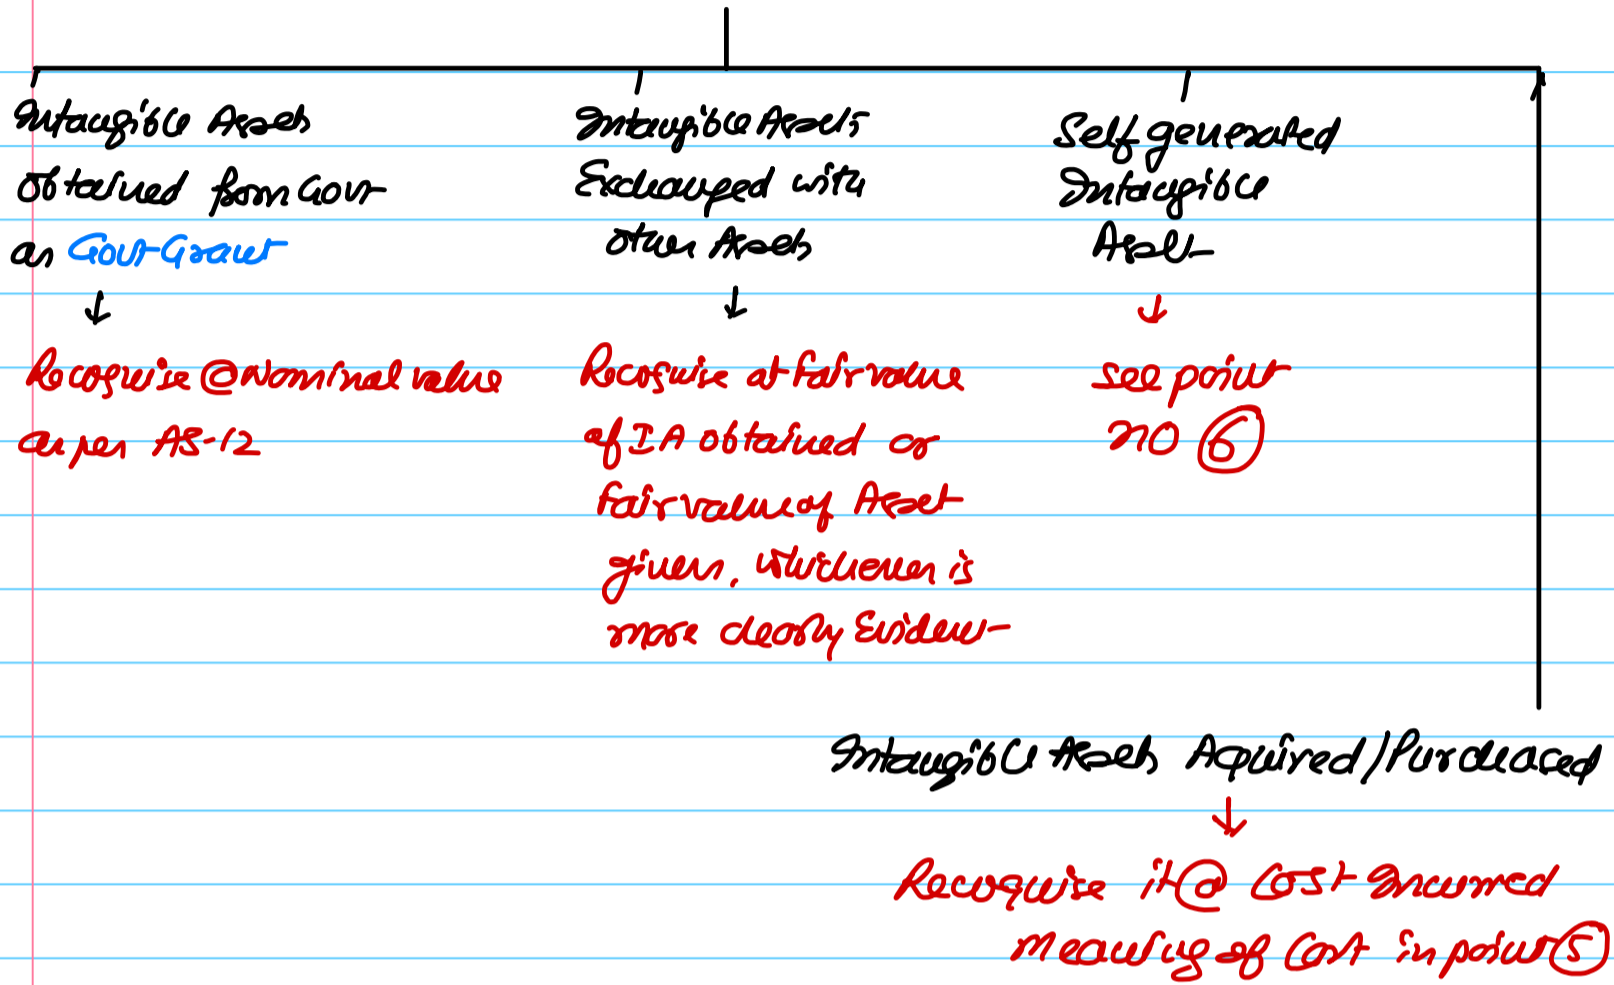 Intangible Assets
obtained from Govt
as Govt Grant
↓
Recognise @ Nominal value
as per AS-12
Intangible Assets
Exchanged with
other Assets
↓
Recognise at fair value
of IA obtained or
fair value of Asset
given, whichever is
more clearly Evident
Self generated
Intangible
Asset
↓
see point
no 6
Intangible Assets Acquired/Purchased
↓
Recognise it @ Cost Incurred
meaning of Cost in point 5